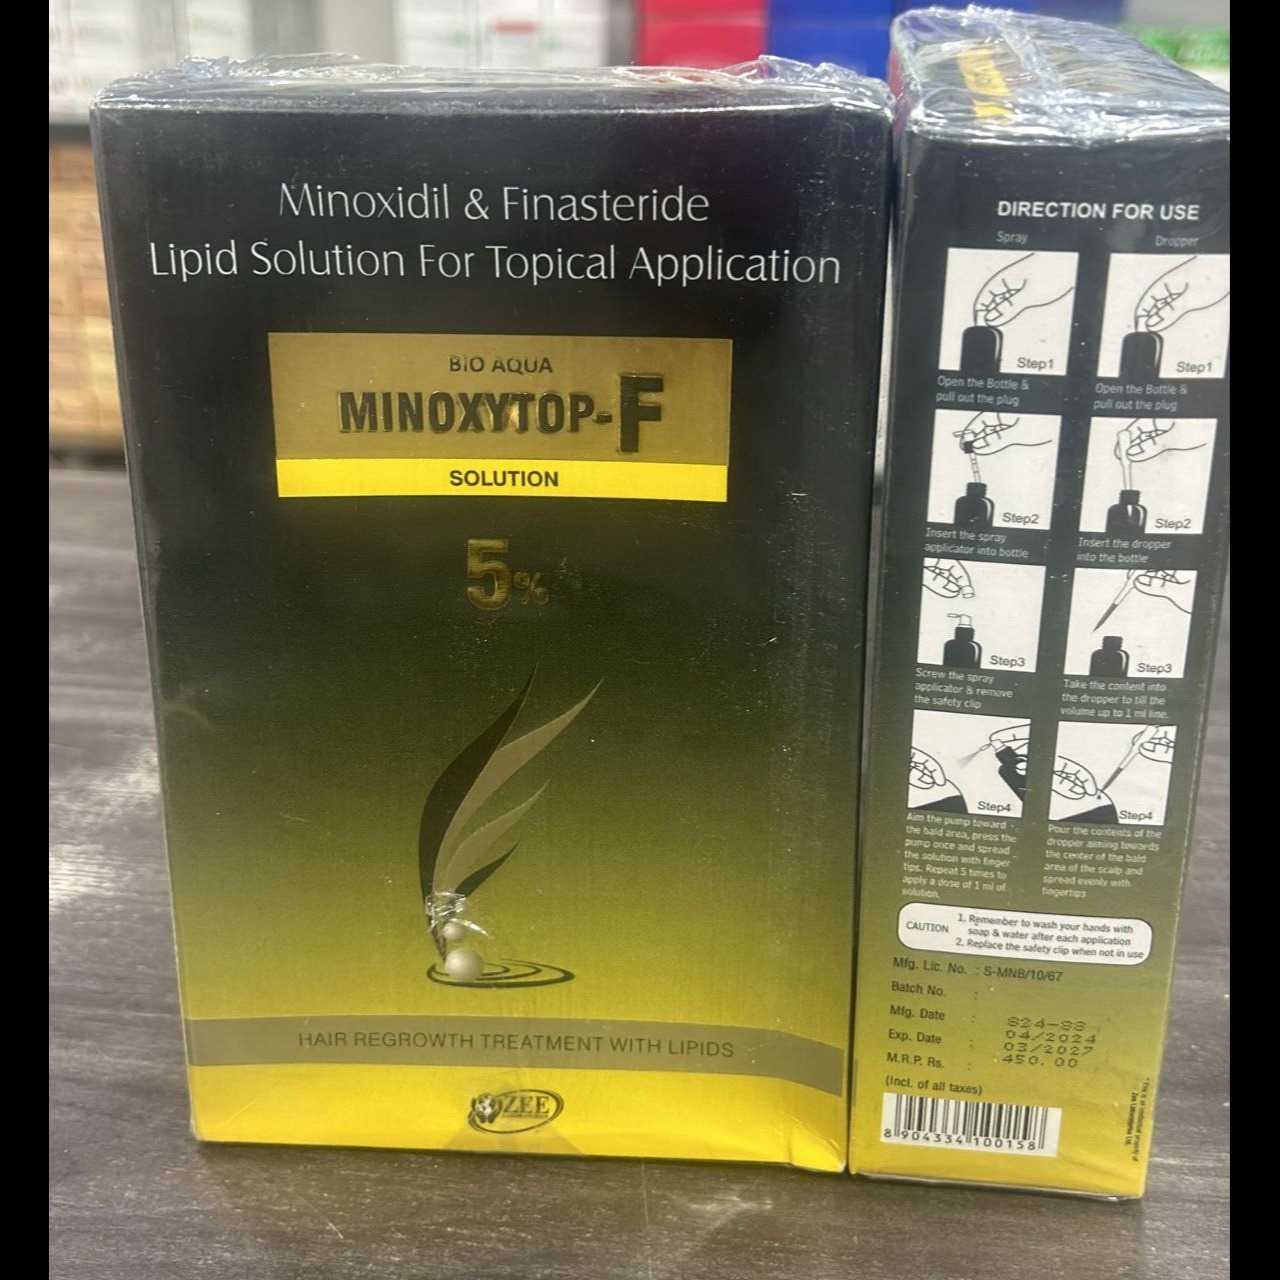 Minoxidil & Finasteride
Lipid Solution For Topical Application
BIO AQUA
MINOXYTOP-F
SOLUTION
5%
HAIR REGROWTH TREATMENT WITH LIPIDS
ZEE
DIRECTION FOR USE
Spray
Dropper
Step1
Step1
Open the Bottle &
pull out the plug
Open the Bottle &
pull out the plug
Step2
Step2
Insert the spray
applicator into bottle
Insert the dropper
into the bottle
Step3
Step3
Screw the spray
applicator & remove
the safety clip
Take the content into
the dropper to till the
volume up to 1 ml line.
Step4
Step4
Aim the pump toward
the bald area, press the
pump once and spread
the solution with finger
tips. Repeat 5 times to
apply a dose of 1 ml of
solution.
Pour the contents of the
dropper aiming towards
the center of the bald
area of the scalp and
spread evenly with
fingertips
CAUTION
1. Remember to wash your hands with
soap & water after each application
2. Replace the safety clip when not in use
Mfg. Lic. No. : S-MNB/10/67
Batch No. :
Mfg. Date : S24-88
Exp. Date : 04/2024
M.R.P. Rs. : 03/2027
450.00
(Incl. of all taxes)
8 904334 100158